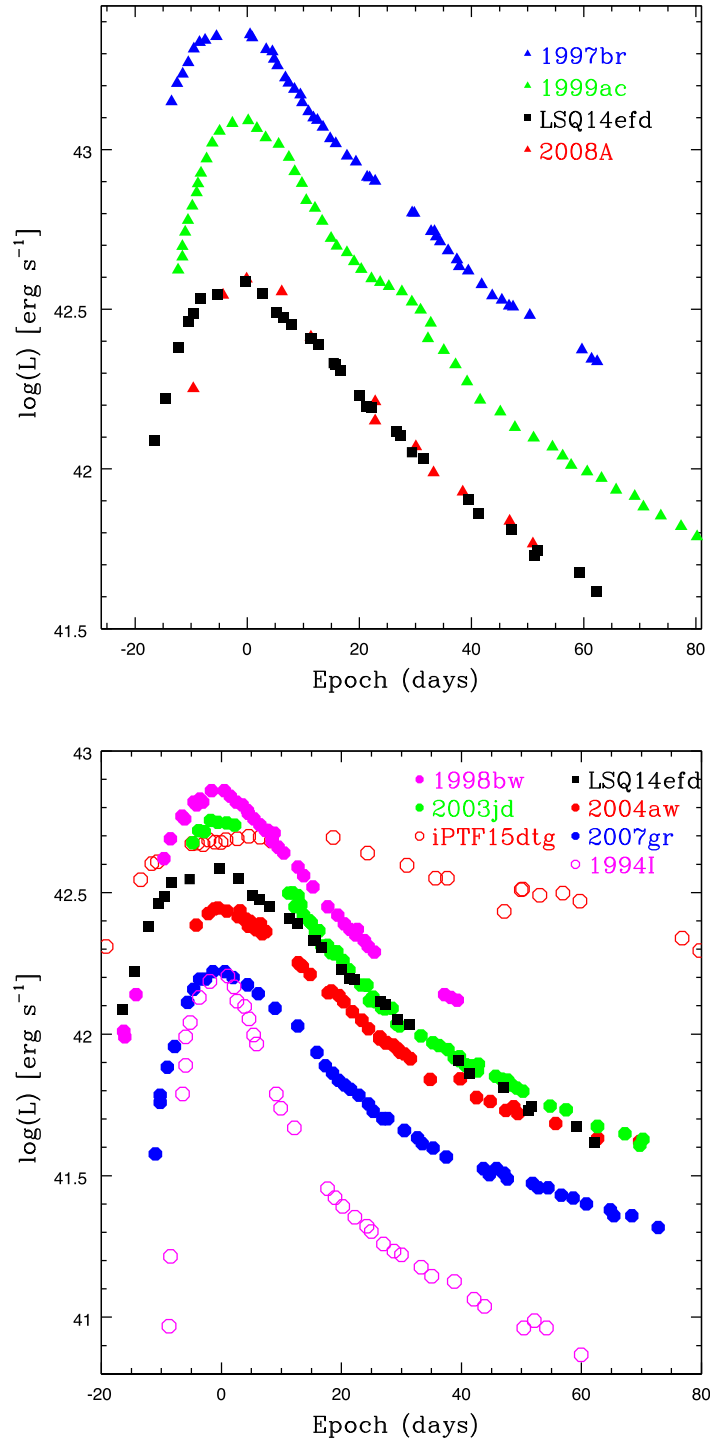 1997br
1999ac
LSQ14efd
2008A
43
42.5
42
41.5
log(L) [erg s⁻¹]
-20 0 20 40 60 80
Epoch (days)
43
42.5
42
41.5
41
log(L) [erg s⁻¹]
1998bw LSQ14efd
2003jd 2004aw
iPTF15dtg 2007gr
1994I
-20 0 20 40 60 80
Epoch (days)